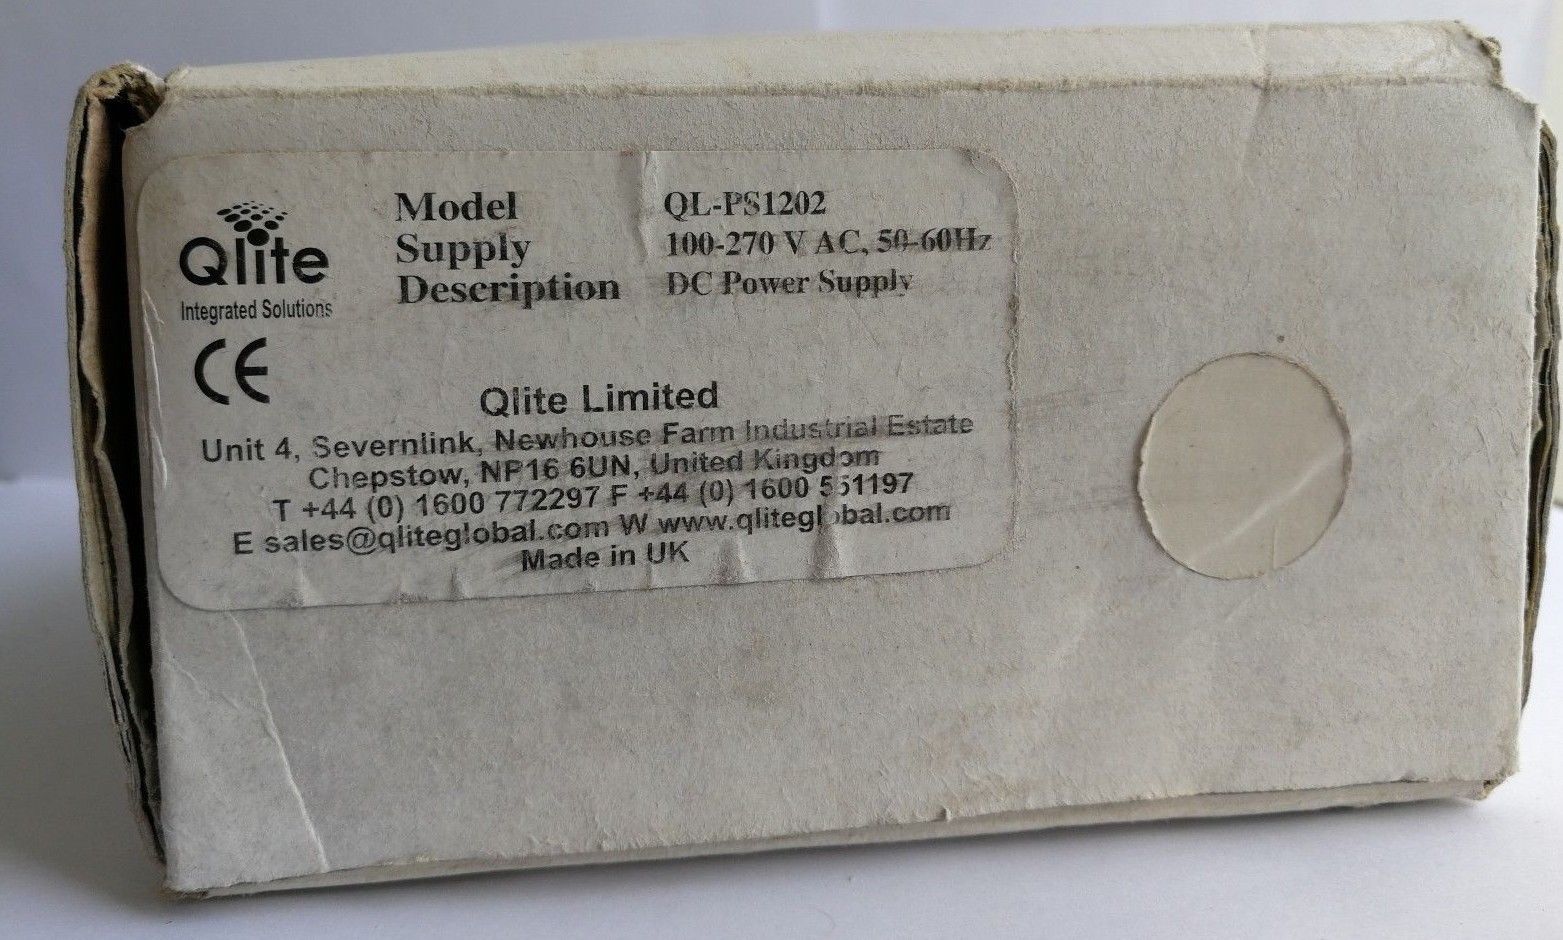 Qlite
Integrated Solutions
CE
Model QL-PS1202
Supply 100-270 V AC, 50-60Hz
Description DC Power Supply
Qlite Limited
Unit 4, Severnlink, Newhouse Farm Industrial Estate
Chepstow, NP16 6UN, United Kingdom
T +44 (0) 1600 772297 F +44 (0) 1600 551197
E sales@qliteglobal.com W www.qliteglobal.com
Made in UK